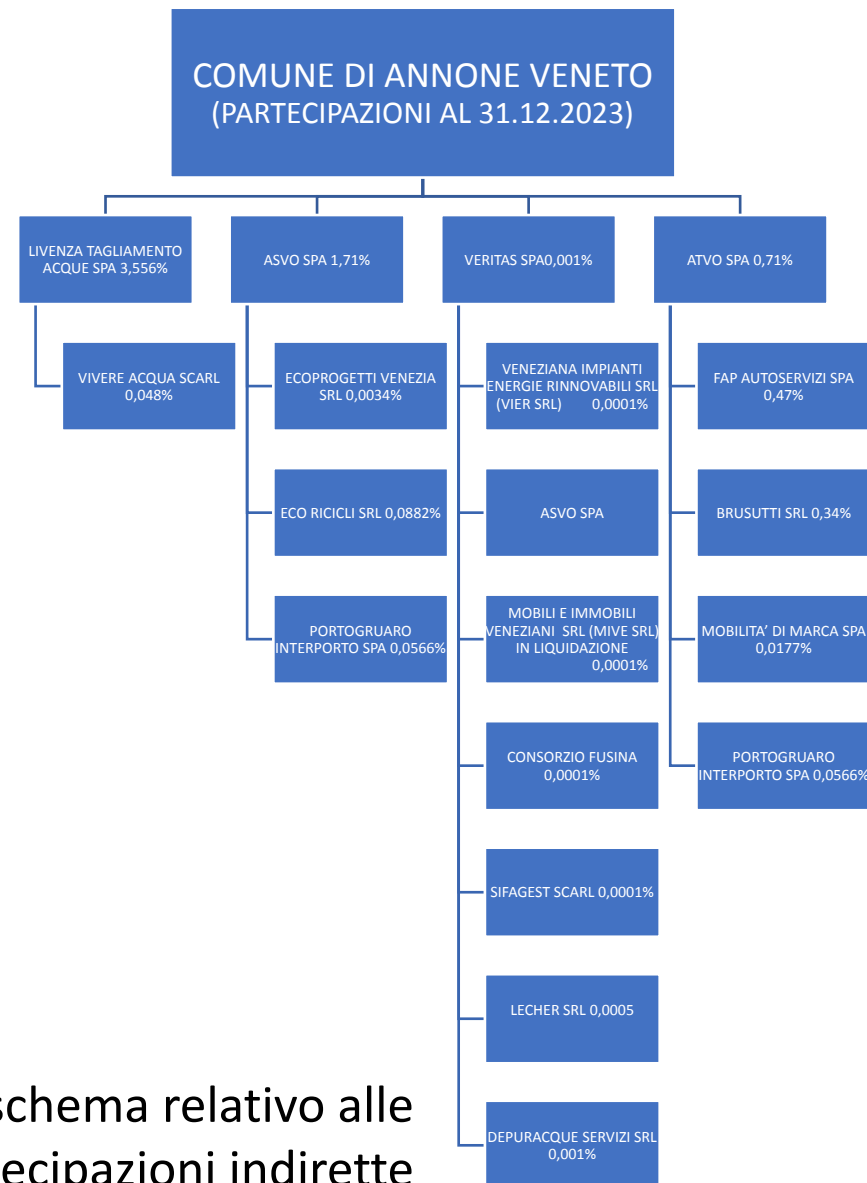 COMUNE DI ANNONE VENETO
(PARTECIPAZIONI AL 31.12.2023)
LIVENZA TAGLIAMENTO
ACQUE SPA 3,556%
VIVERE ACQUA SCARL
0,048%
ASVO SPA 1,71%
ECOPROGETTI VENEZIA
SRL 0,0034%
ECO RICICLI SRL 0,0882%
PORTOGRUARO
INTERPORTO SPA 0,0566%
VERITAS SPA0,001%
VENEZIANA IMPIANTI
ENERGIE RINNOVABILI SRL
(VIER SRL) 0,0001%
ASVO SPA
MOBILI E IMMOBILI
VENEZIANI SRL (MIVE SRL)
IN LIQUIDAZIONE
0,0001%
CONSORZIO FUSINA
0,0001%
SIFAGEST SCARL 0,0001%
LECHER SRL 0,0005
DEPURACQUE SERVIZI SRL
0,001%
ATVO SPA 0,71%
FAP AUTOSERVIZI SPA
0,47%
BRUSUTTI SRL 0,34%
MOBILITA’ DI MARCA SPA
0,0177%
PORTOGRUARO
INTERPORTO SPA 0,0566%
schema relativo alle
ecipazioni indirette